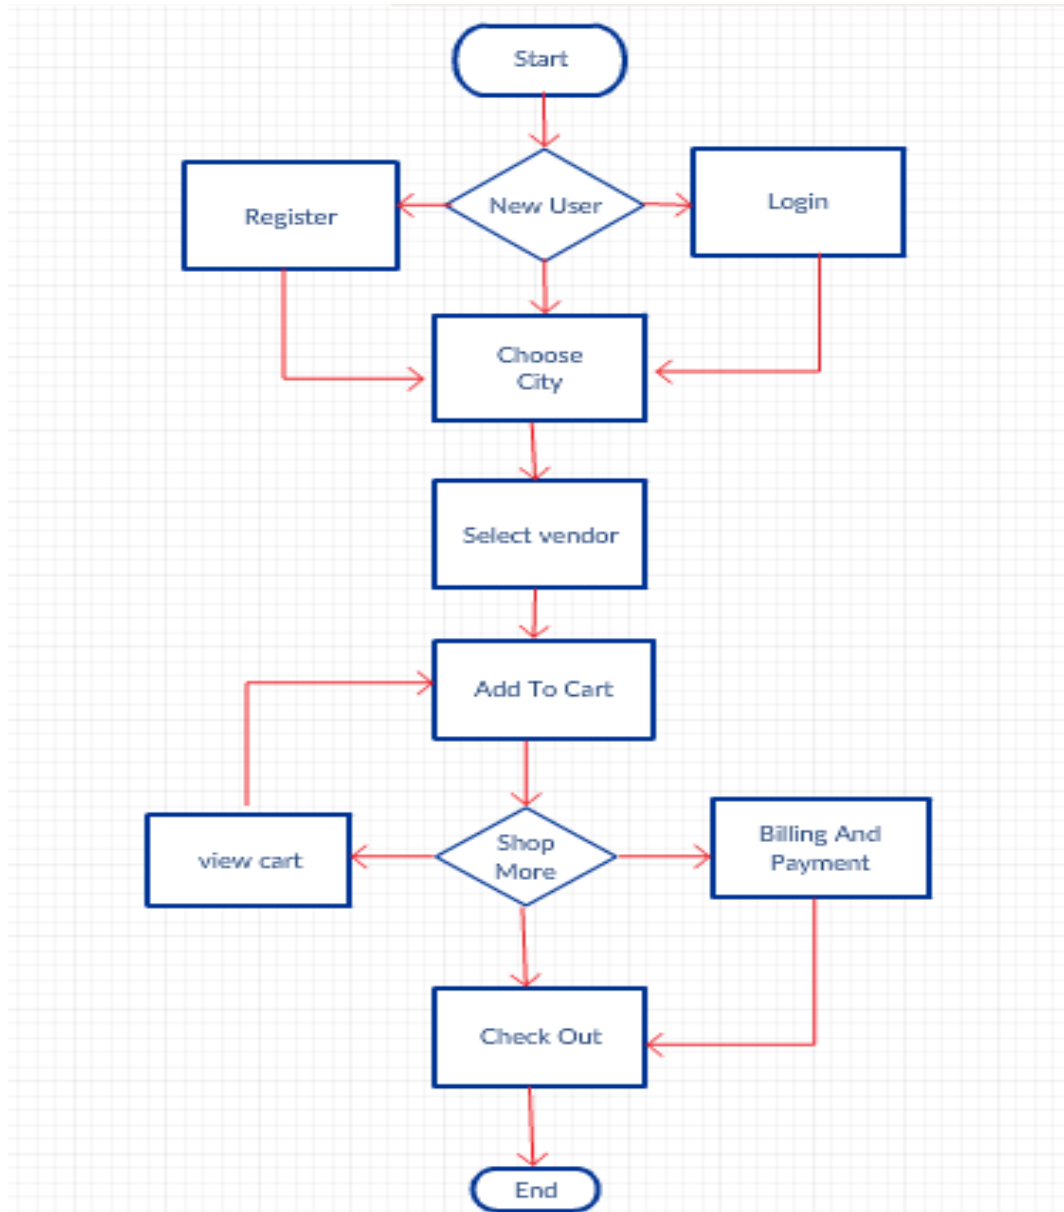 Start
New User
Register
Login
Choose
City
Select vendor
Add To Cart
Shop
More
view cart
Billing And
Payment
Check Out
End